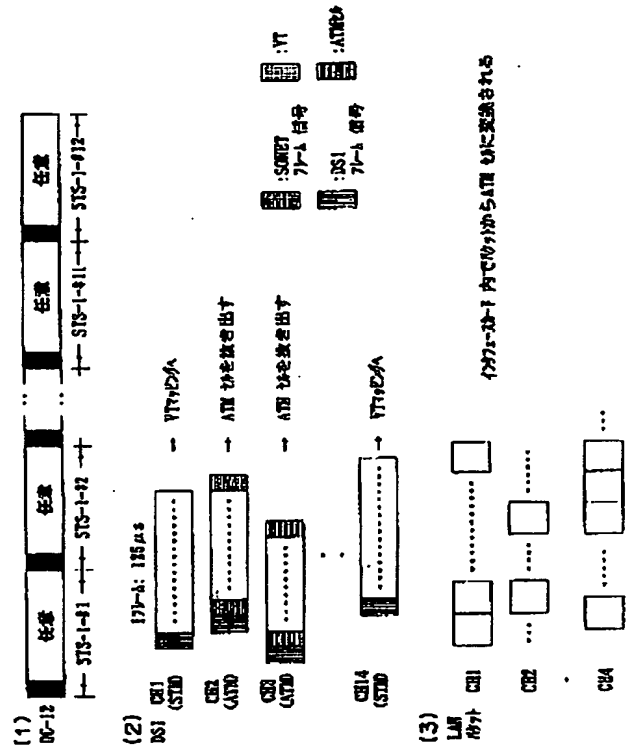 (1)
OC-12
任意
任意
任意
任意
STS-1-#1
STS-1-#2
STS-1-#11
STS-1-#12
(2)
DS1
1フレーム: 125μs
CH1
(STM)
→ VTマッピングへ
CH2
(ATM)
→ ATM セルを抜き出す
CH3
(ATM)
→ ATM セルを抜き出す
CH14
(STM)
→ VTマッピングへ
:SONET
フレーム 信号
:VT
:DS1
フレーム 信号
:ATMセル
(3)
LAN
パケット
CH1
CH2
CH4
インタフェースカード 内でパケットからATM セルに変換される